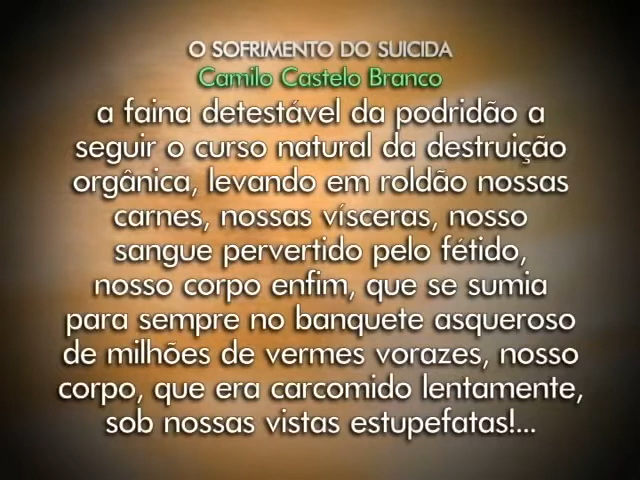 O SOFRIMENTO DO SUICIDA
Camilo Castelo Branco
a faina detestável da podridão a
seguir o curso natural da destruição
orgânica, levando em roldão nossas
carnes, nossas vísceras, nosso
sangue pervertido pelo fétido,
nosso corpo enfim, que se sumia
para sempre no banquete asqueroso
de milhões de vermes vorazes, nosso
corpo, que era carcomido lentamente,
sob nossas vistas estupefatas!...